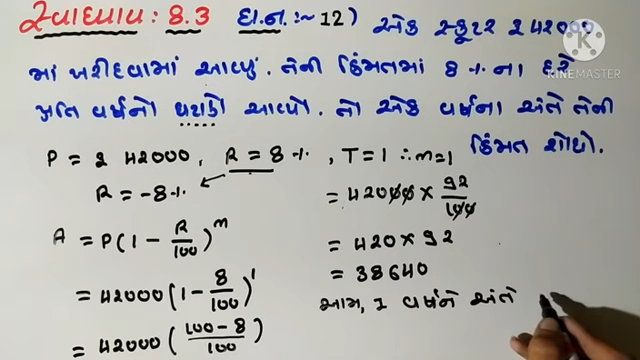 સ્વાધ્યાય: 8.3 દા.ન.:- 12) એક સ્કુટર ₹ 42000
માં ખરીદવામાં આવ્યું. તેની કિંમતમાં 8 % ના દરે
પ્રતિ વર્ષનો ઘટાડો આવ્યો. તો એક વર્ષના અંતે તેની
કિંમત શોધો.
P = ₹ 42000, R = 8 %, T = 1 ∴ n = 1
R = -8 %
A = P(1 - R/100)^n
= 42000(1 - 8/100)^1
= 42000(100 - 8/100)
= 42000 × 92/100
= 420 × 92
= 38640
આમ, 1 વર્ષને અંતે
KINEMASTER